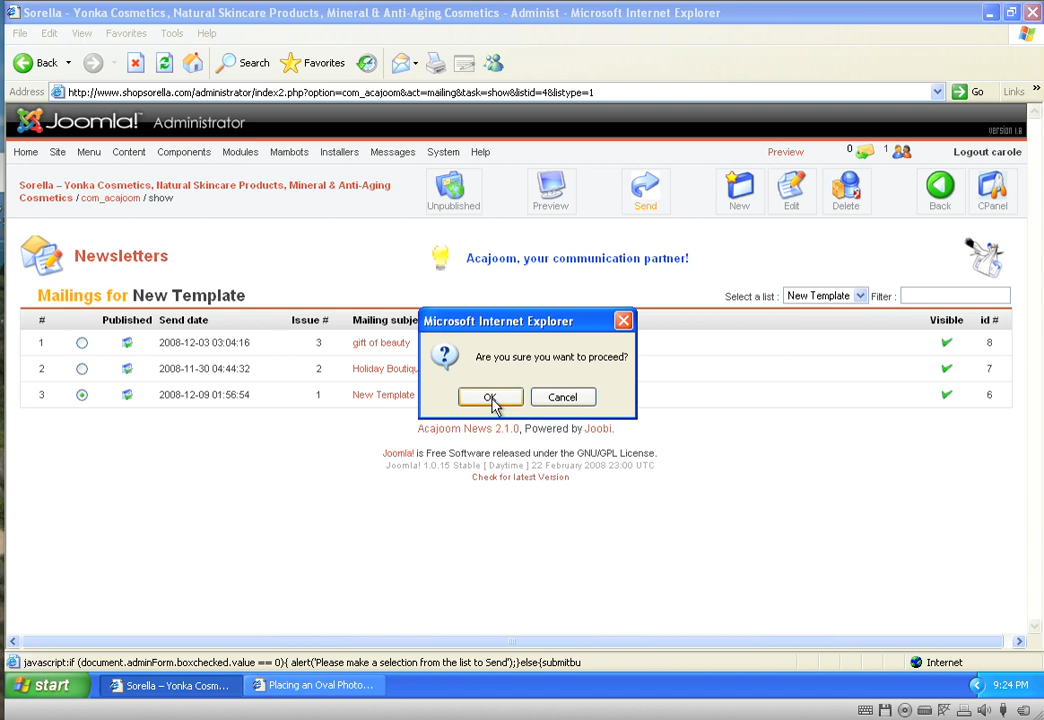 Sorella - Yonka Cosmetics, Natural Skincare Products, Mineral & Anti-Aging Cosmetics - Administ - Microsoft Internet Explorer
File Edit View Favorites Tools Help
Back Search Favorites
Address http://www.shopsorella.com/administrator/index2.php?option=com_acajoom&act=mailing&task=show&listid=4&listype=1 Go Links »
Joomla! Administrator version 1.0
Home Site Menu Content Components Modules Mambots Installers Messages System Help Preview 0 1 Logout carole
Sorella – Yonka Cosmetics, Natural Skincare Products, Mineral & Anti-Aging
Cosmetics / com_acajoom / show
Unpublished Preview Send New Edit Delete Back CPanel
Newsletters Acajoom, your communication partner!
Mailings for New Template Select a list : New Template Filter :
# Published Send date Issue # Mailing subje Visible id #
1 2008-12-03 03:04:16 3 gift of beauty 8
2 2008-11-30 04:44:32 2 Holiday Boutiqu 7
3 2008-12-09 01:56:54 1 New Template 6
Microsoft Internet Explorer
Are you sure you want to proceed?
OK Cancel
Acajoom News 2.1.0, Powered by Joobi.
Joomla! is Free Software released under the GNU/GPL License.
Joomla! 1.0.15 Stable [ Daytime ] 22 February 2008 23:00 UTC
Check for latest Version
javascript:if (document.adminForm.boxchecked.value == 0){ alert('Please make a selection from the list to Send');}else{submitbu Internet
start Sorella – Yonka Cosm... Placing an Oval Photo... 9:24 PM